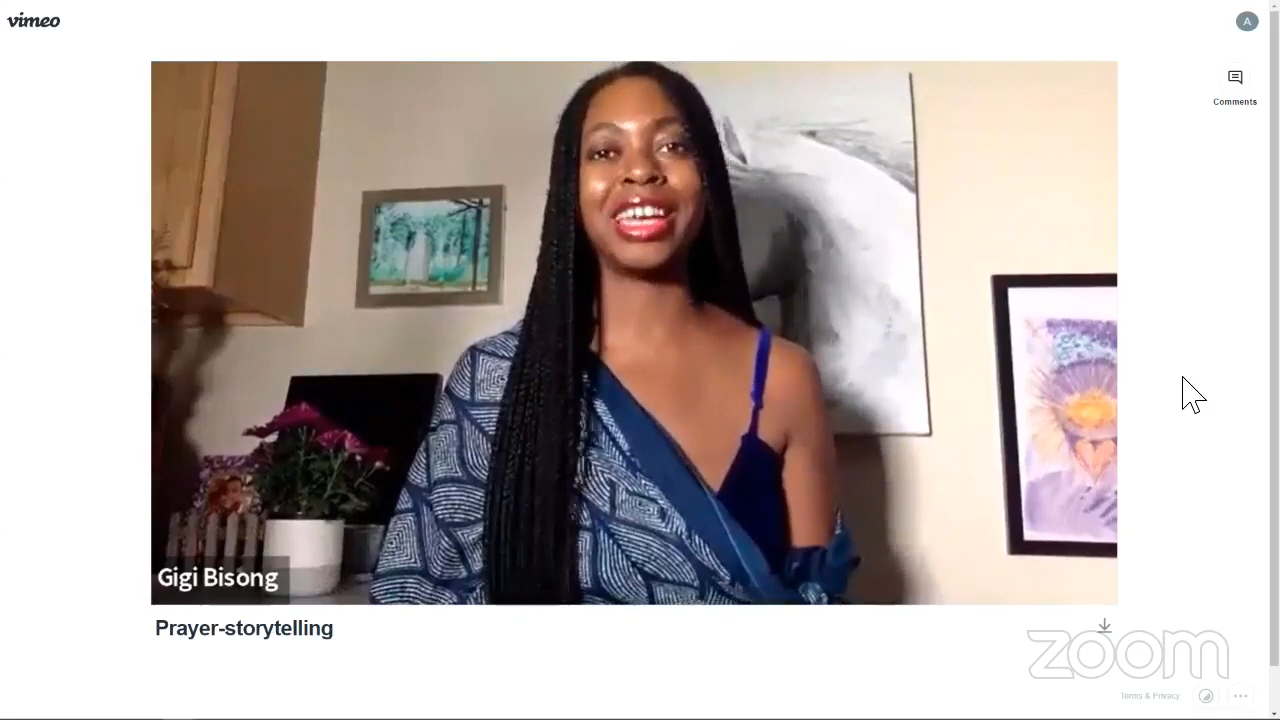 vimeo
A
Comments
Gigi Bisong
Prayer-storytelling
zoom
Terms & Privacy